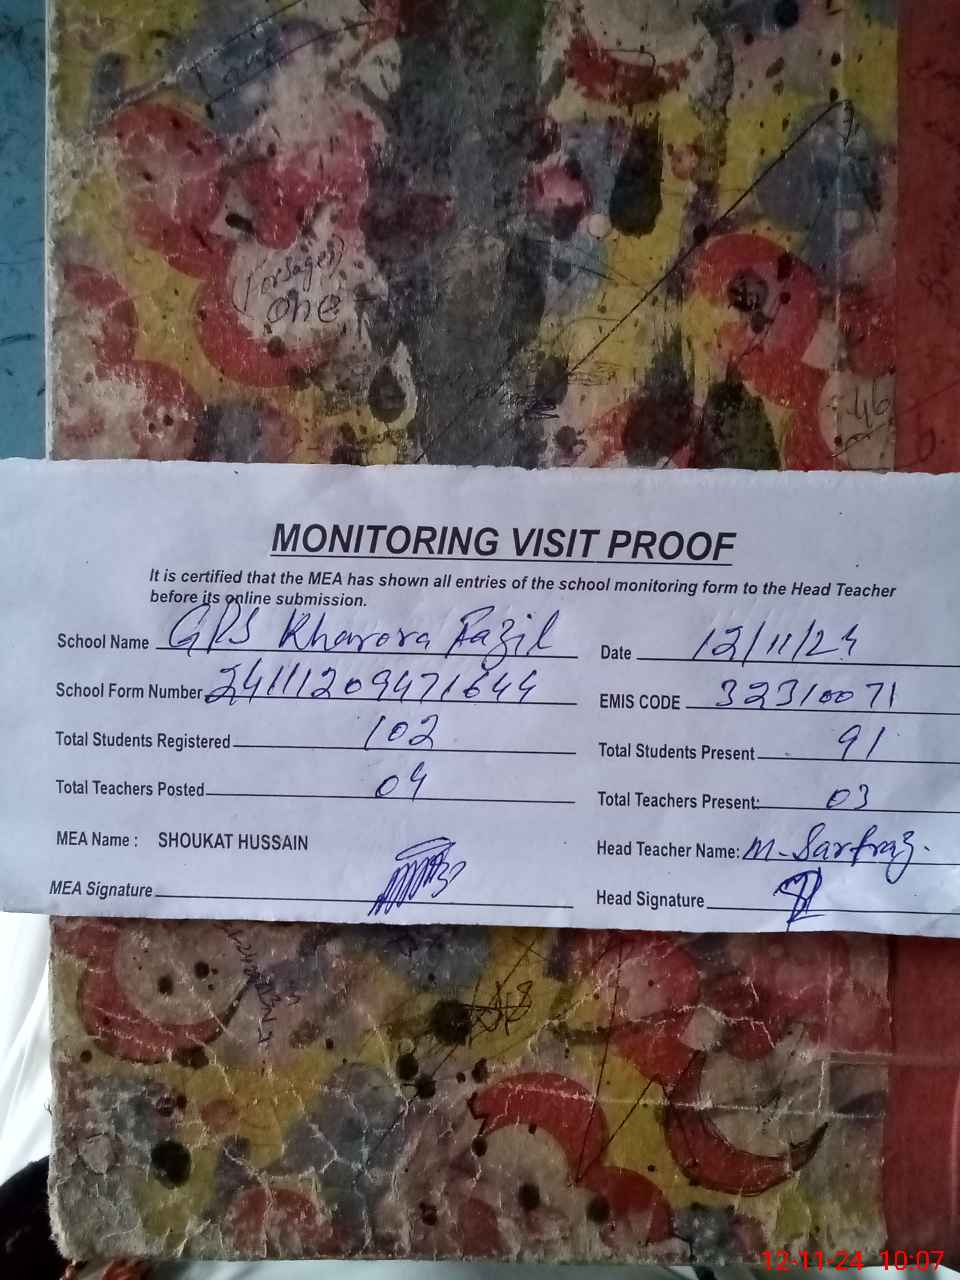 one
46
MONITORING VISIT PROOF
It is certified that the MEA has shown all entries of the school monitoring form to the Head Teacher
before its online submission.
School Name GPS Kharora Fazil
Date 12/11/24
School Form Number 24111209471644
EMIS CODE 32310071
Total Students Registered 102
Total Students Present 91
Total Teachers Posted 04
Total Teachers Present: 03
MEA Name : SHOUKAT HUSSAIN
Head Teacher Name: M. Sarfraz.
MEA Signature
Head Signature
12-11-24 10:07